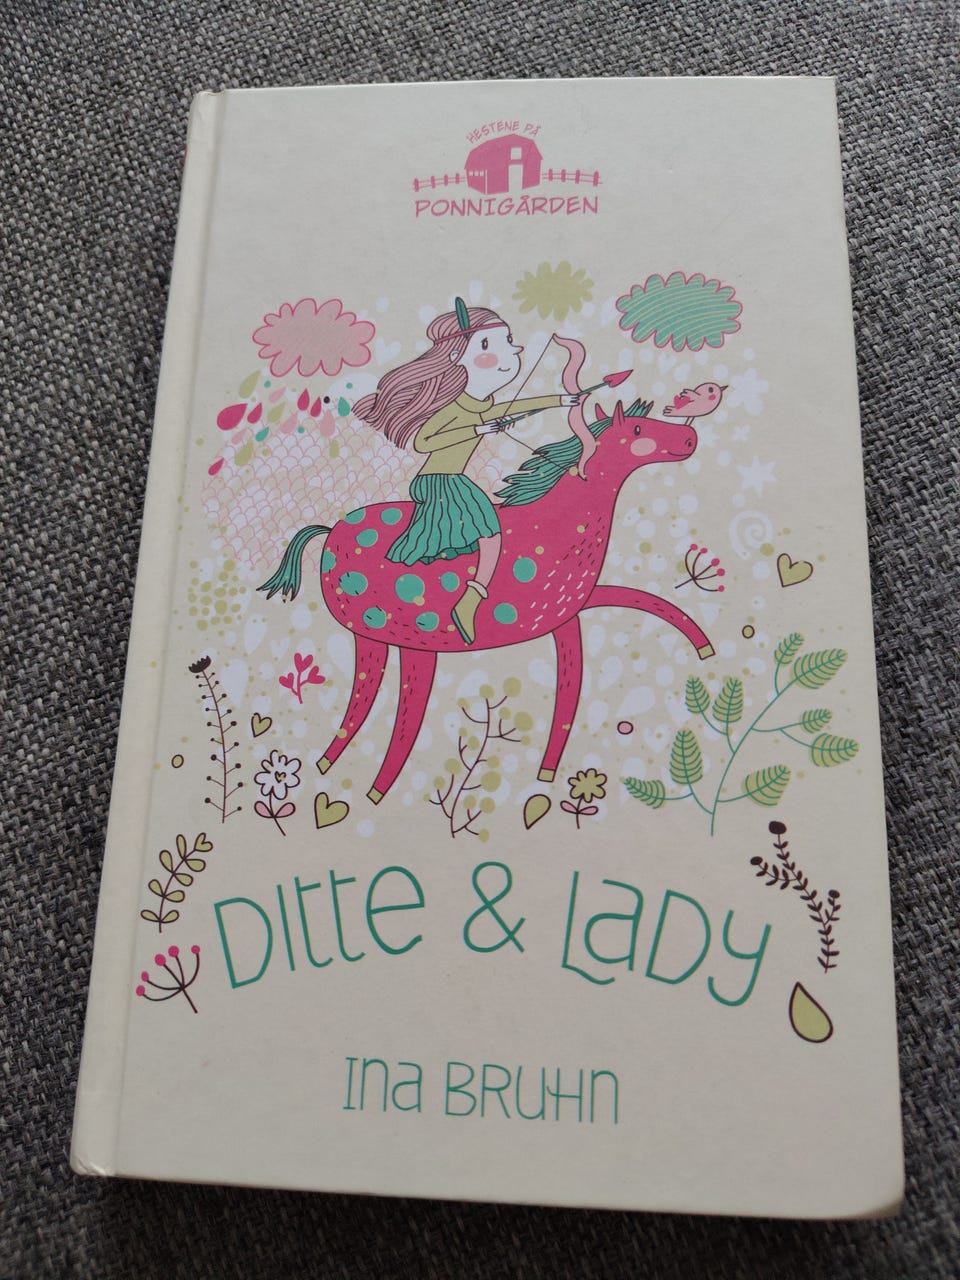 HESTENE PÅ
PONNIGÅRDEN
DITTE & LADY
INA BRUHN